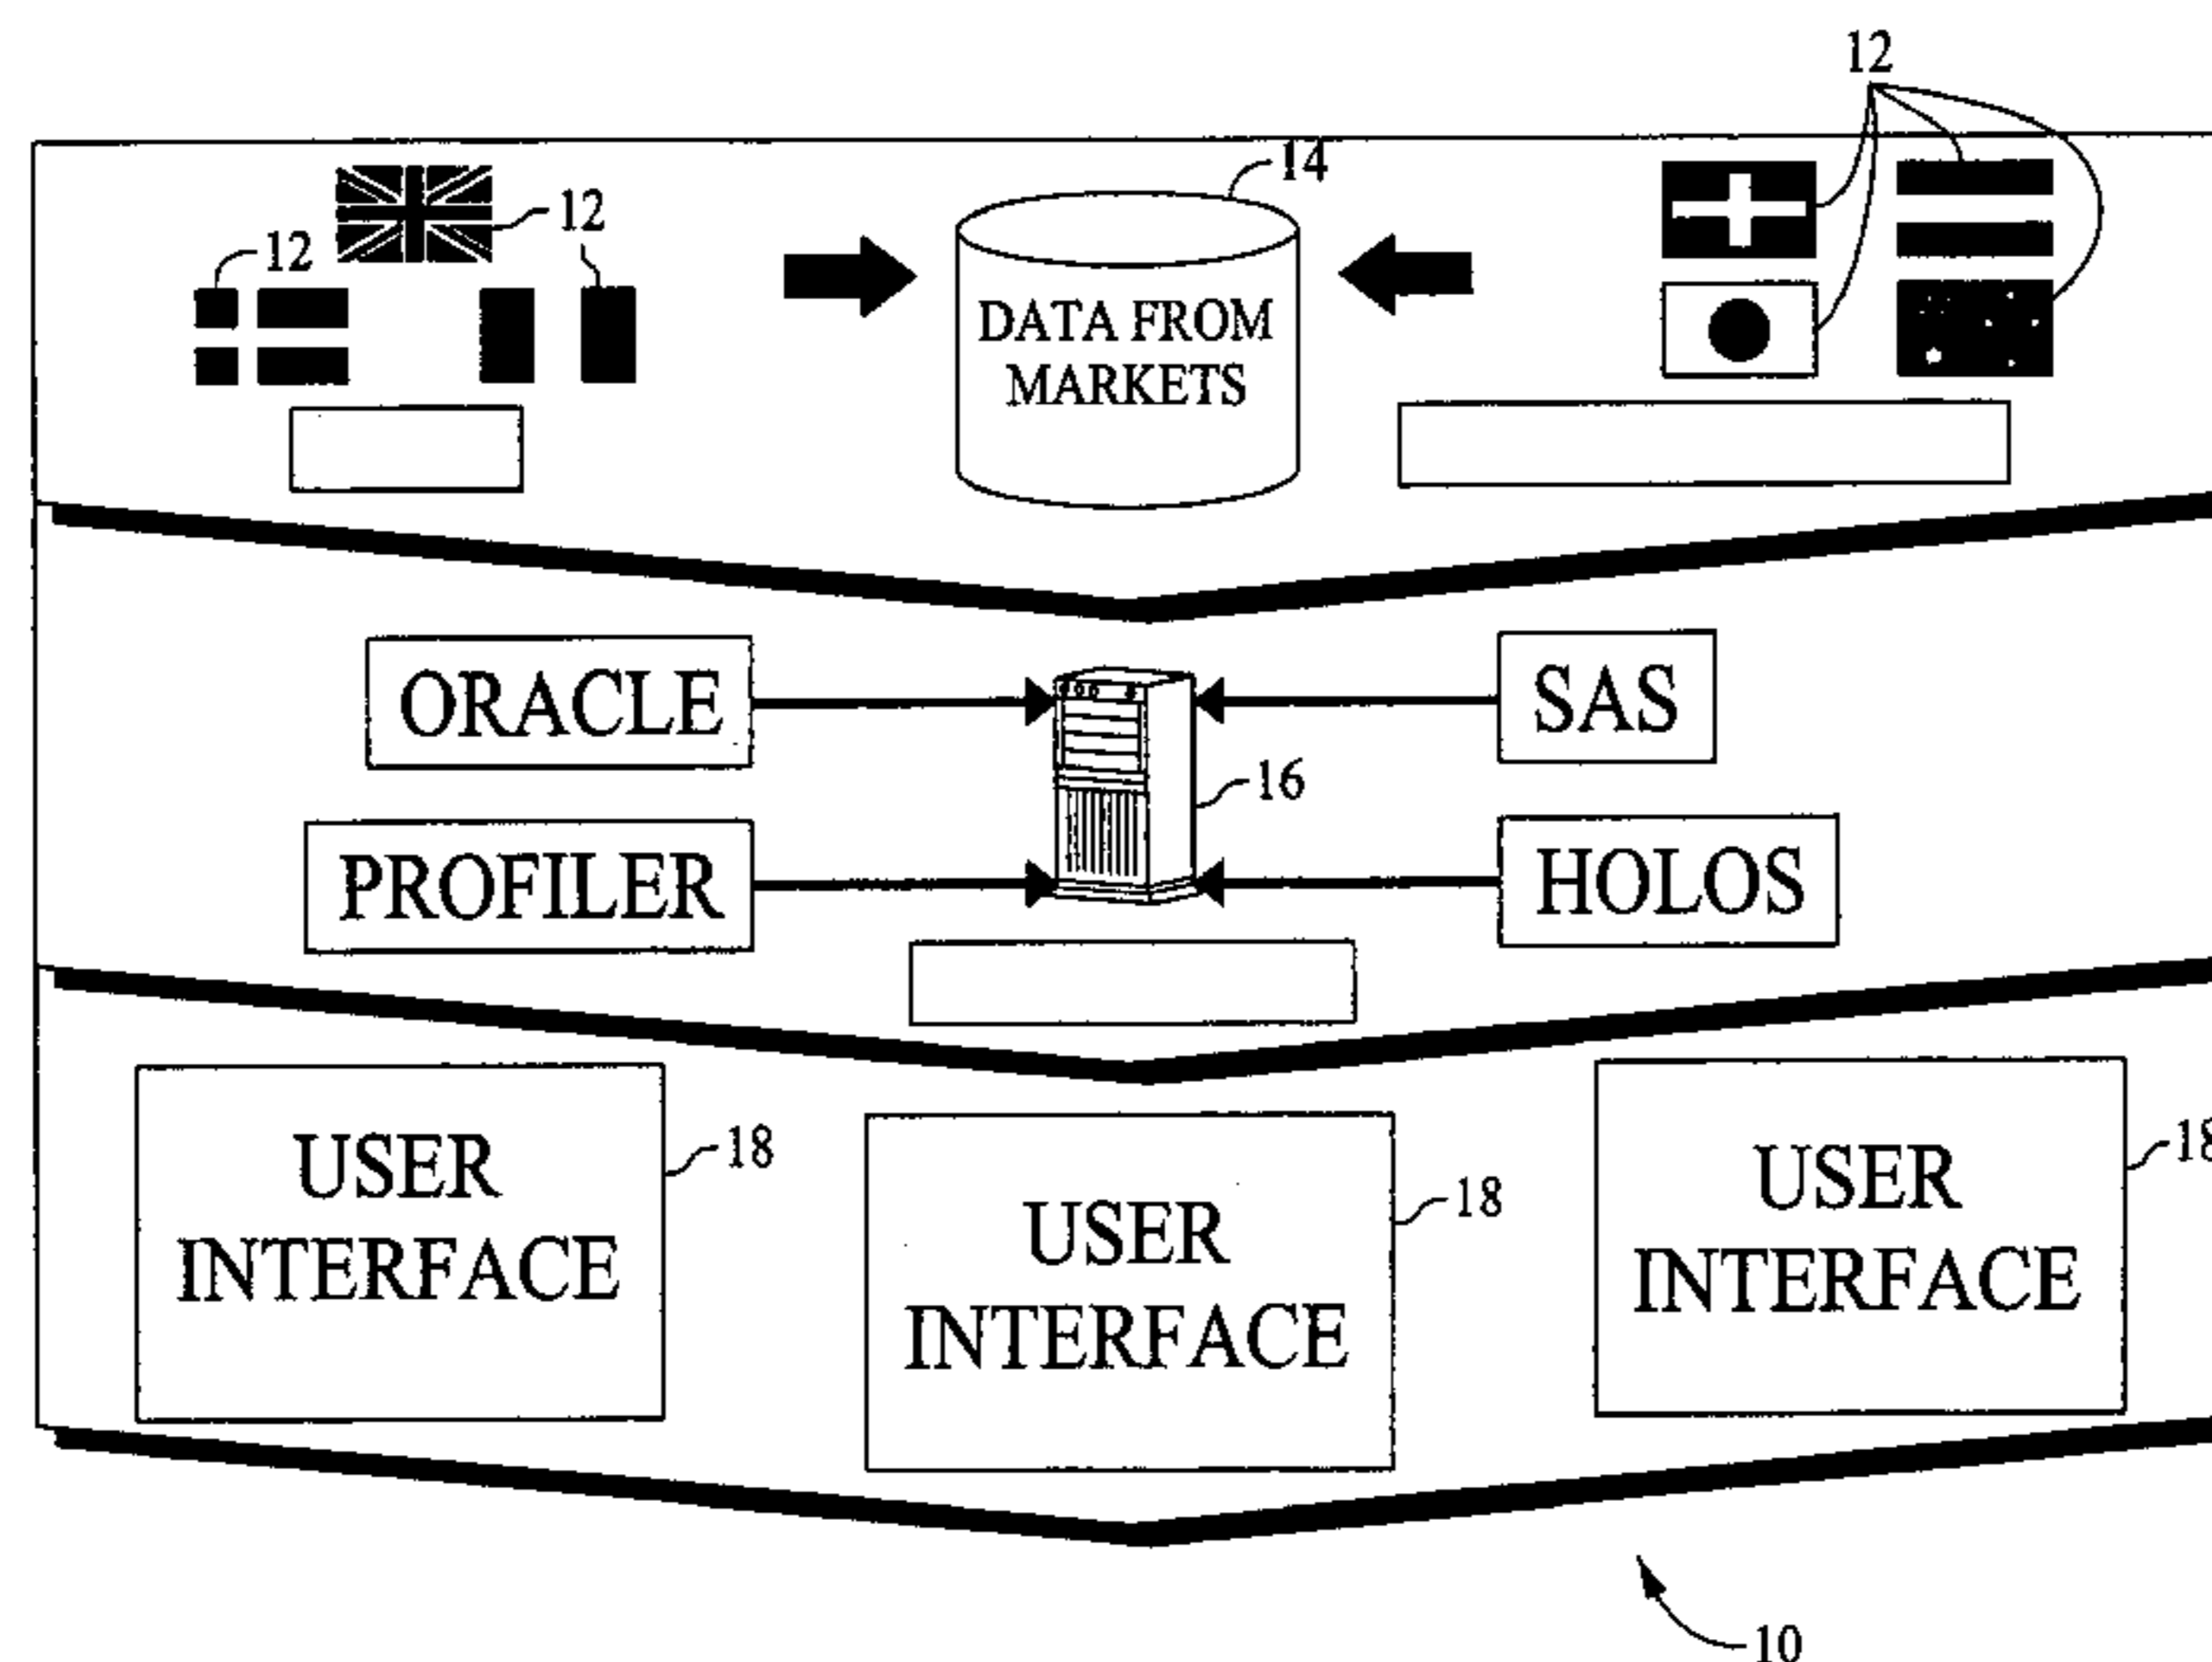 12
14
12
12
12
DATA FROM
MARKETS
ORACLE
SAS
16
PROFILER
HOLOS
USER
INTERFACE
18
USER
INTERFACE
18
USER
INTERFACE
18
10